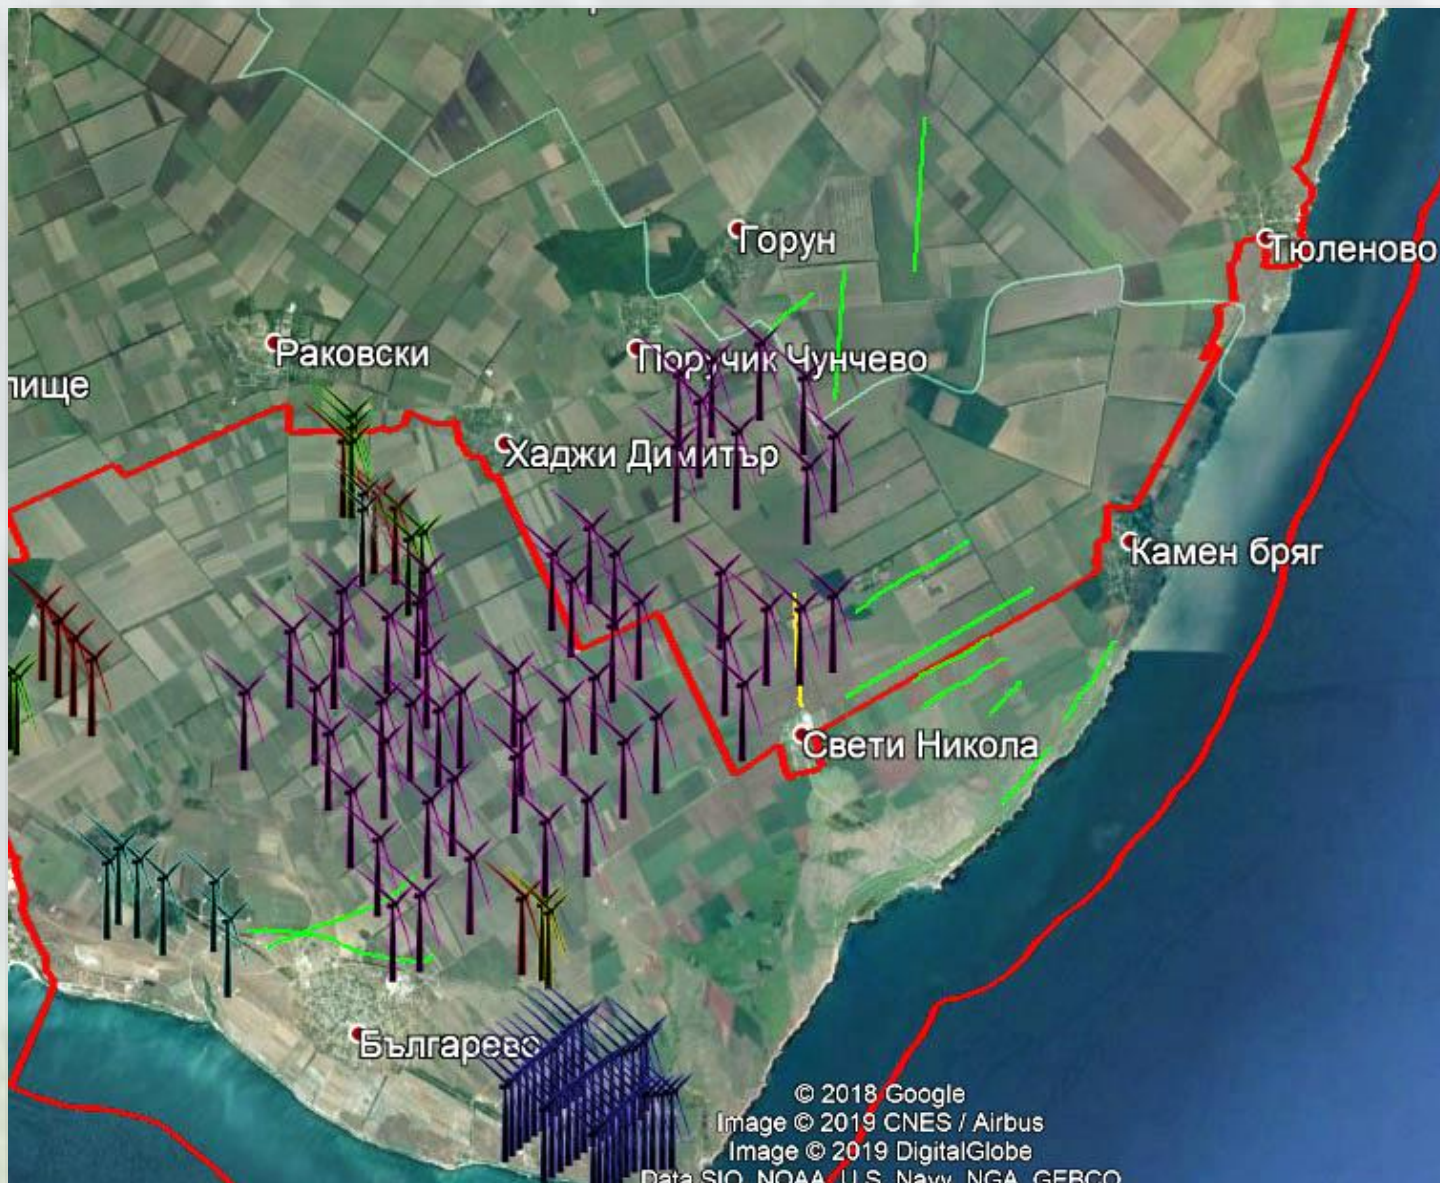 Горун
Тюленово
Раковски
Поручик Чунчево
лище
Хаджи Димитър
Камен бряг
Свети Никола
Българево
© 2018 Google
Image © 2019 CNES / Airbus
Image © 2019 DigitalGlobe
Data SIO, NOAA, U.S. Navy, NGA, GEBCO